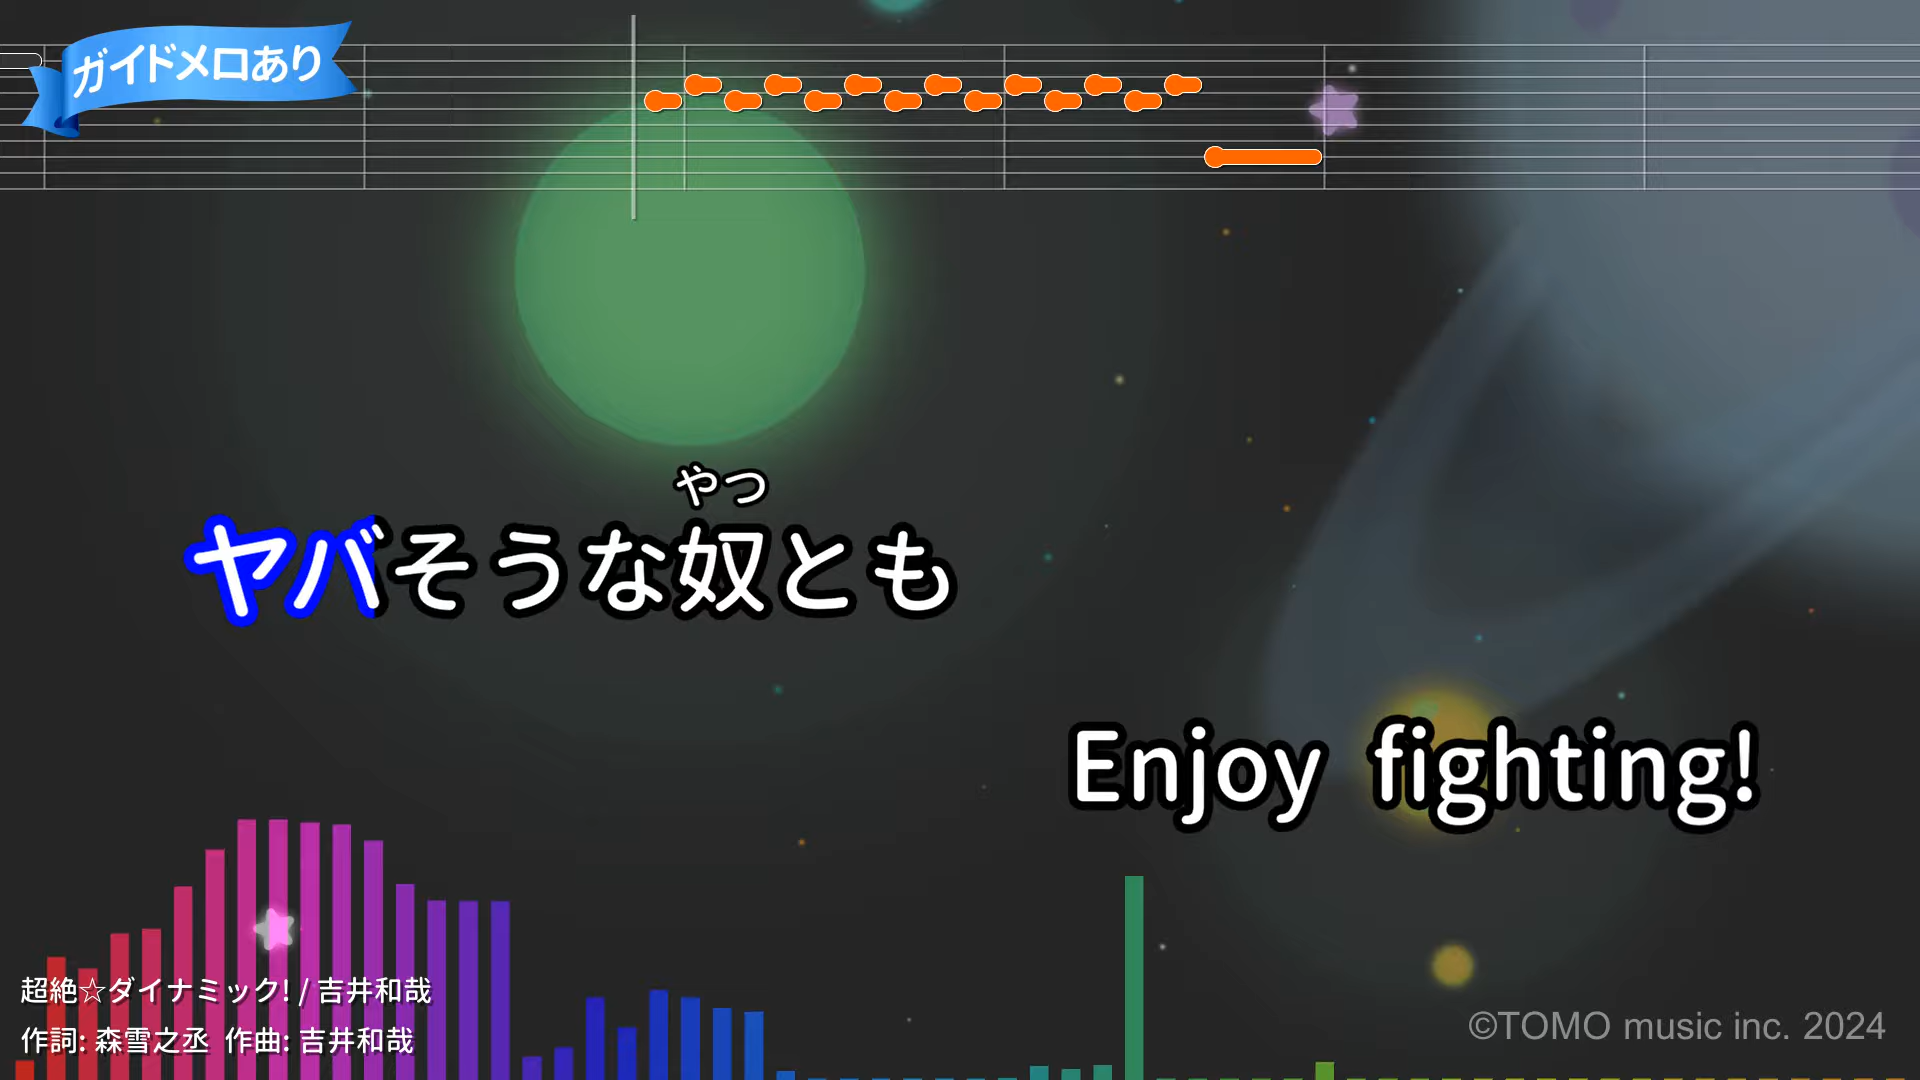 ガイドメロあり
やつ
ヤバそうな奴とも
Enjoy fighting!
超絶☆ダイナミック! / 吉井和哉
作詞: 森雪之丞 作曲: 吉井和哉
©TOMO music inc. 2024